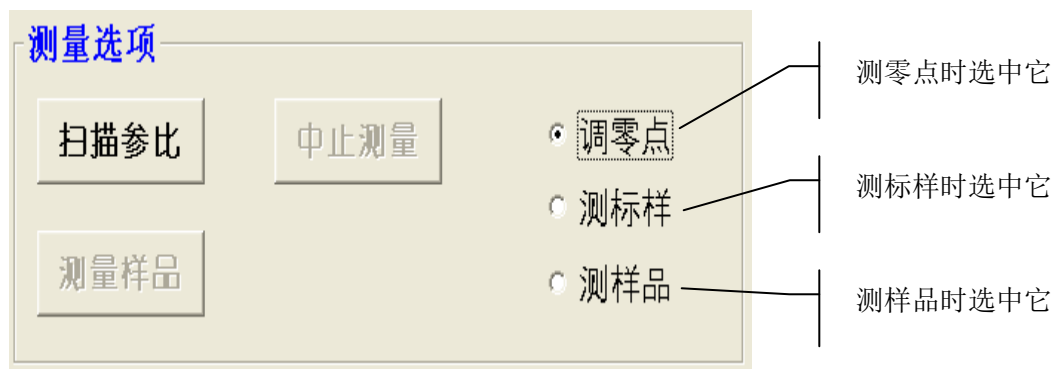 测量选项
扫描参比
中止测量
调零点
测零点时选中它
测标样
测标样时选中它
测量样品
测样品
测样品时选中它